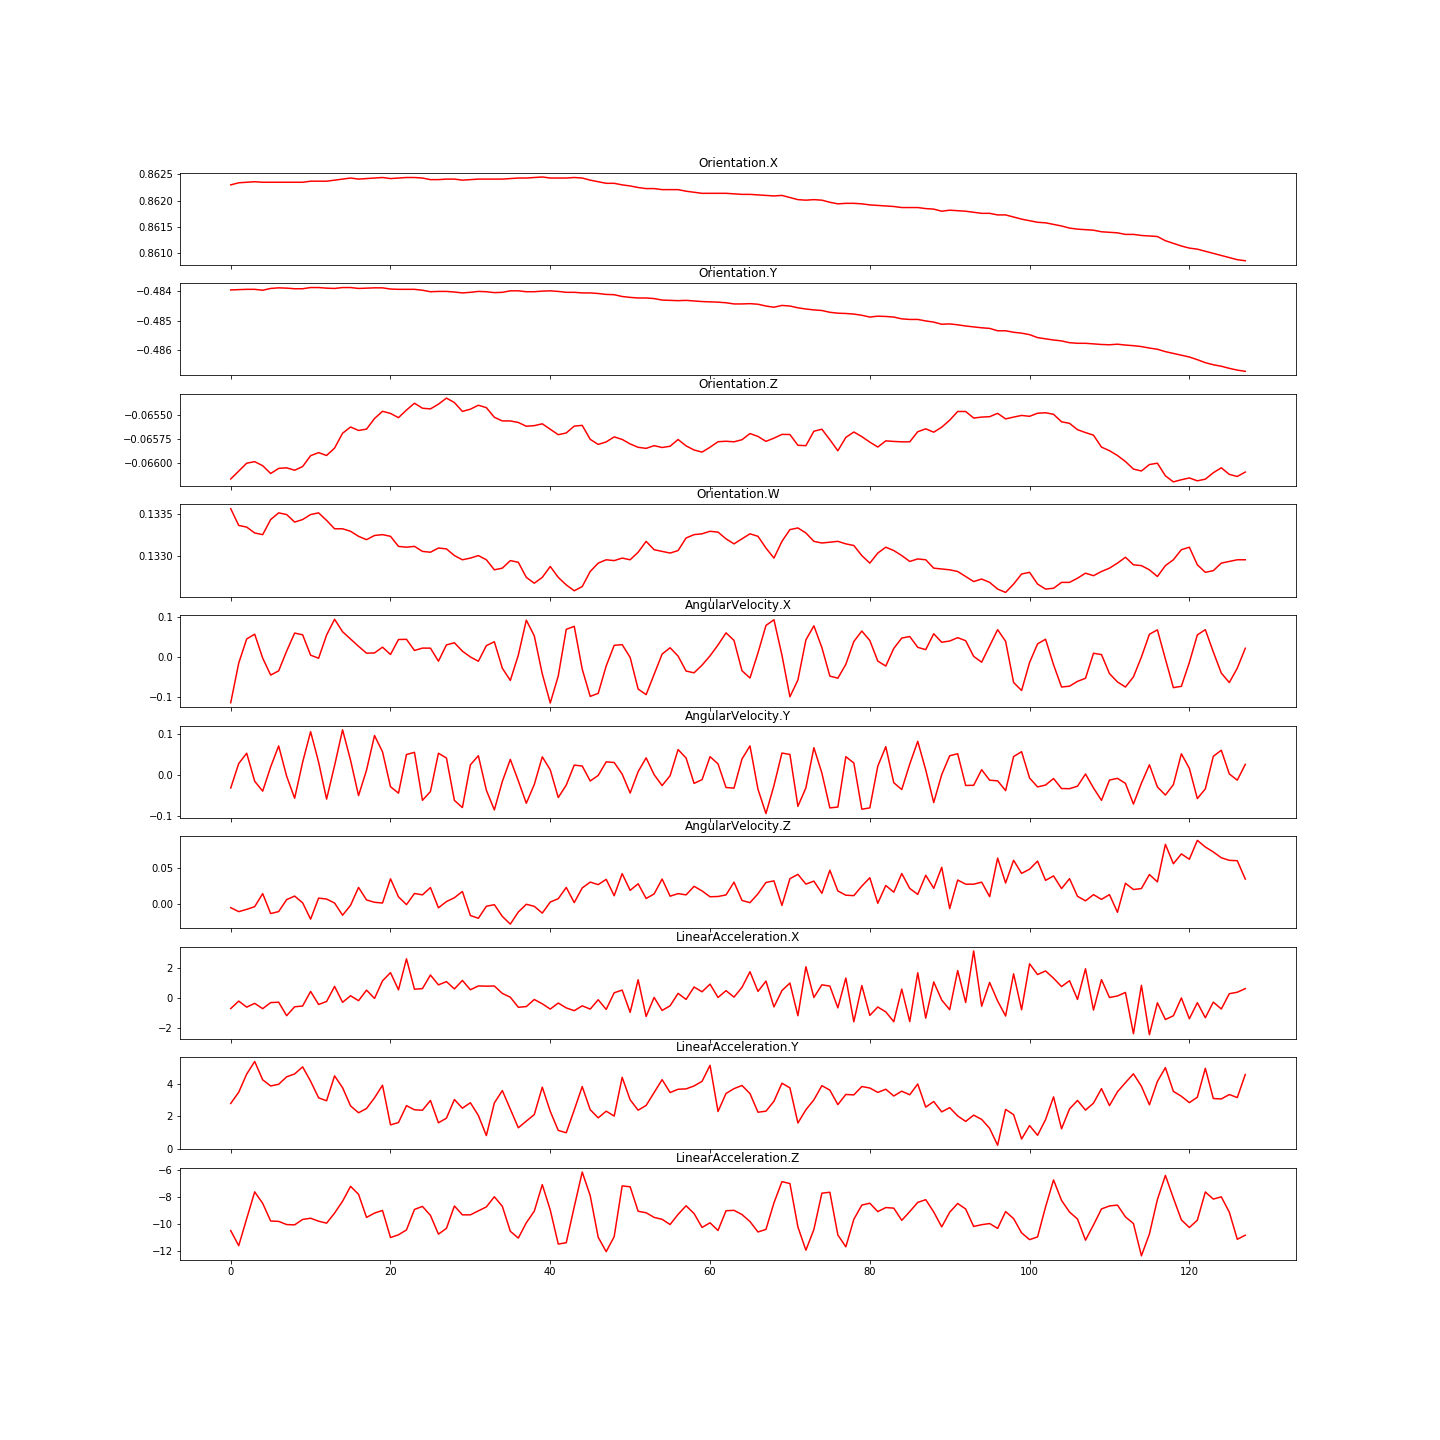 Orientation.X
0.8625
0.8620
0.8615
0.8610
Orientation.Y
−0.484
−0.485
−0.486
Orientation.Z
−0.06550
−0.06575
−0.06600
Orientation.W
0.1335
0.1330
AngularVelocity.X
0.1
0.0
−0.1
AngularVelocity.Y
0.1
0.0
−0.1
AngularVelocity.Z
0.05
0.00
LinearAcceleration.X
2
0
−2
LinearAcceleration.Y
4
2
0
LinearAcceleration.Z
−6
−8
−10
−12
0 20 40 60 80 100 120